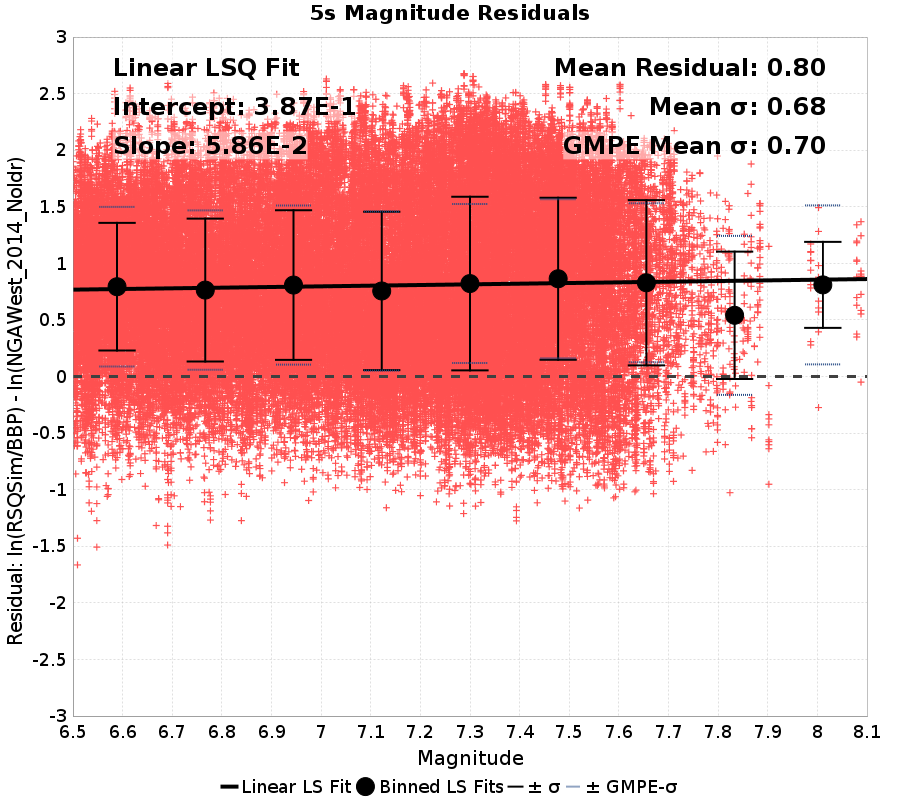 5s Magnitude Residuals
Linear LSQ Fit
Intercept: 3.87E-1
Slope: 5.86E-2
Mean Residual: 0.80
Mean σ: 0.68
GMPE Mean σ: 0.70
Residual: ln(RSQSim/BBP) - ln(NGAWest_2014_NoIdr)
3
2.5
2
1.5
1
0.5
0
-0.5
-1
-1.5
-2
-2.5
-3
6.5 6.6 6.7 6.8 6.9 7 7.1 7.2 7.3 7.4 7.5 7.6 7.7 7.8 7.9 8 8.1
Magnitude
Linear LS Fit Binned LS Fits ± σ ± GMPE-σ